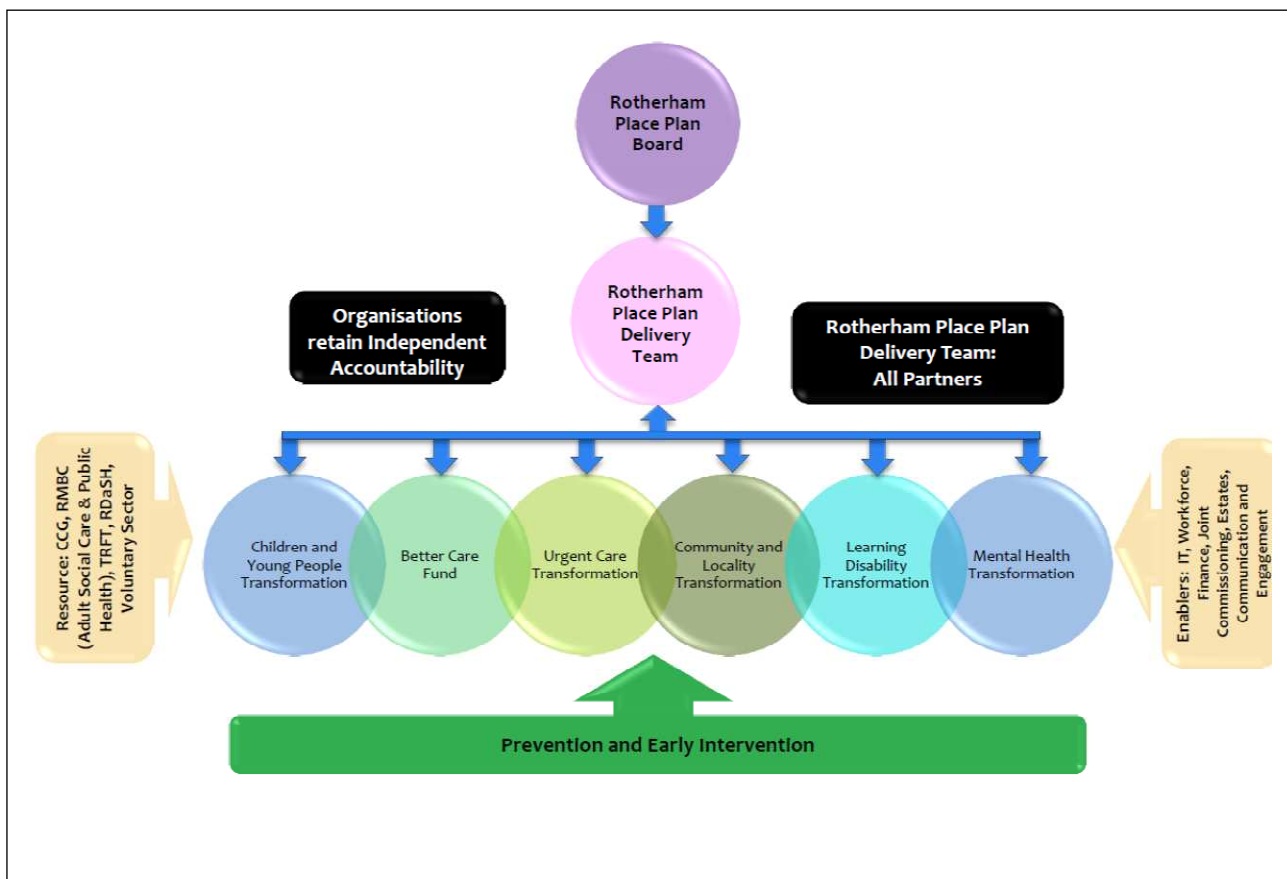 Rotherham
Place Plan
Board
Rotherham
Place Plan
Delivery
Team
Organisations
retain Independent
Accountability
Rotherham Place Plan
Delivery Team:
All Partners
Resource: CCG, RMBC
(Adult Social Care & Public
Health), TRFT, RDaSH,
Voluntary Sector
Children and
Young People
Transformation
Better Care
Fund
Urgent Care
Transformation
Community and
Locality
Transformation
Learning
Disability
Transformation
Mental Health
Transformation
Enablers: IT, Workforce,
Finance, Joint
Commissioning, Estates,
Communication and
Engagement
Prevention and Early Intervention